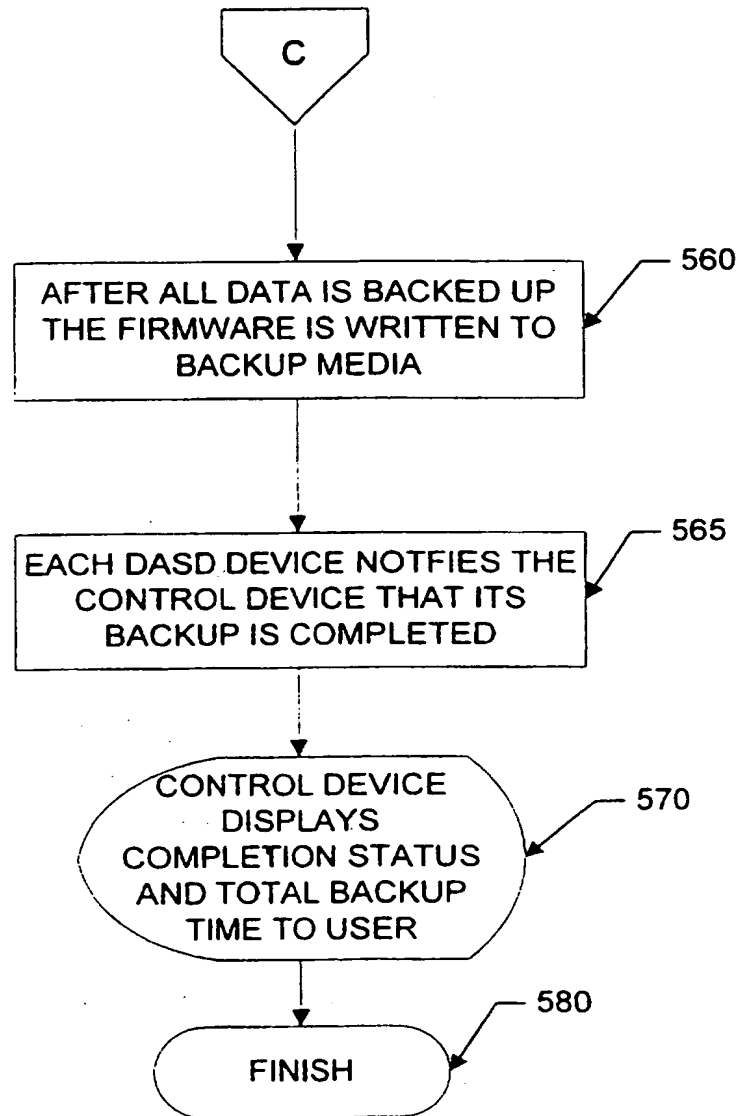 C
560
AFTER ALL DATA IS BACKED UP
THE FIRMWARE IS WRITTEN TO
BACKUP MEDIA
565
EACH DASD DEVICE NOTFIES THE
CONTROL DEVICE THAT ITS
BACKUP IS COMPLETED
CONTROL DEVICE
DISPLAYS
COMPLETION STATUS
AND TOTAL BACKUP
TIME TO USER
570
580
FINISH